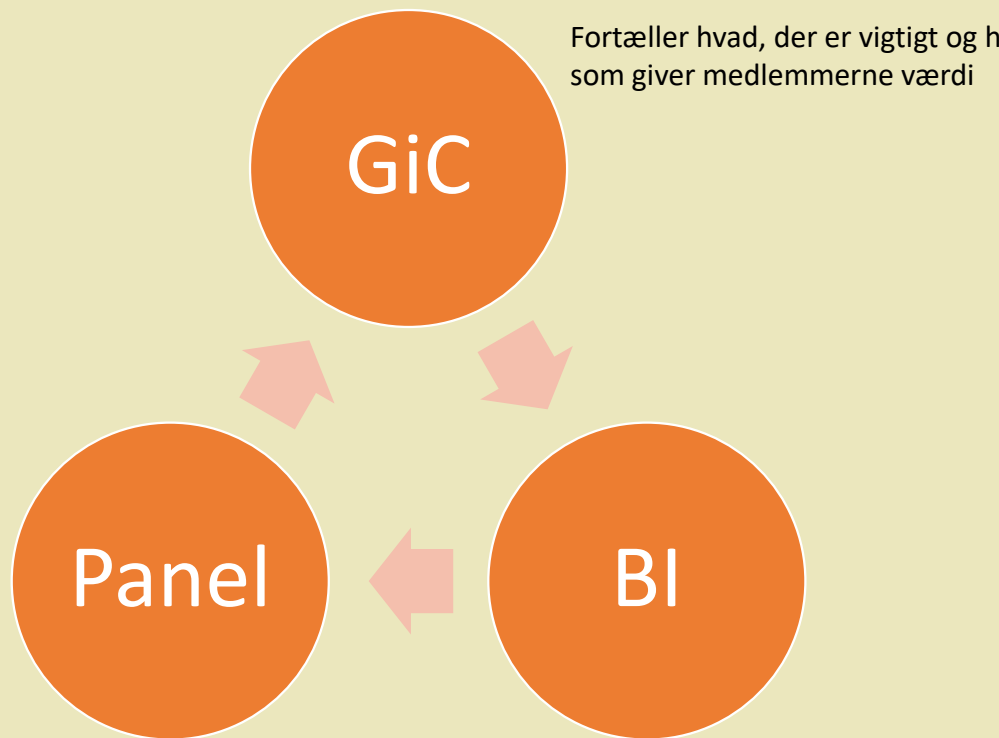 Fortæller hvad, der er vigtigt og h
som giver medlemmerne værdi
GiC
Panel
BI